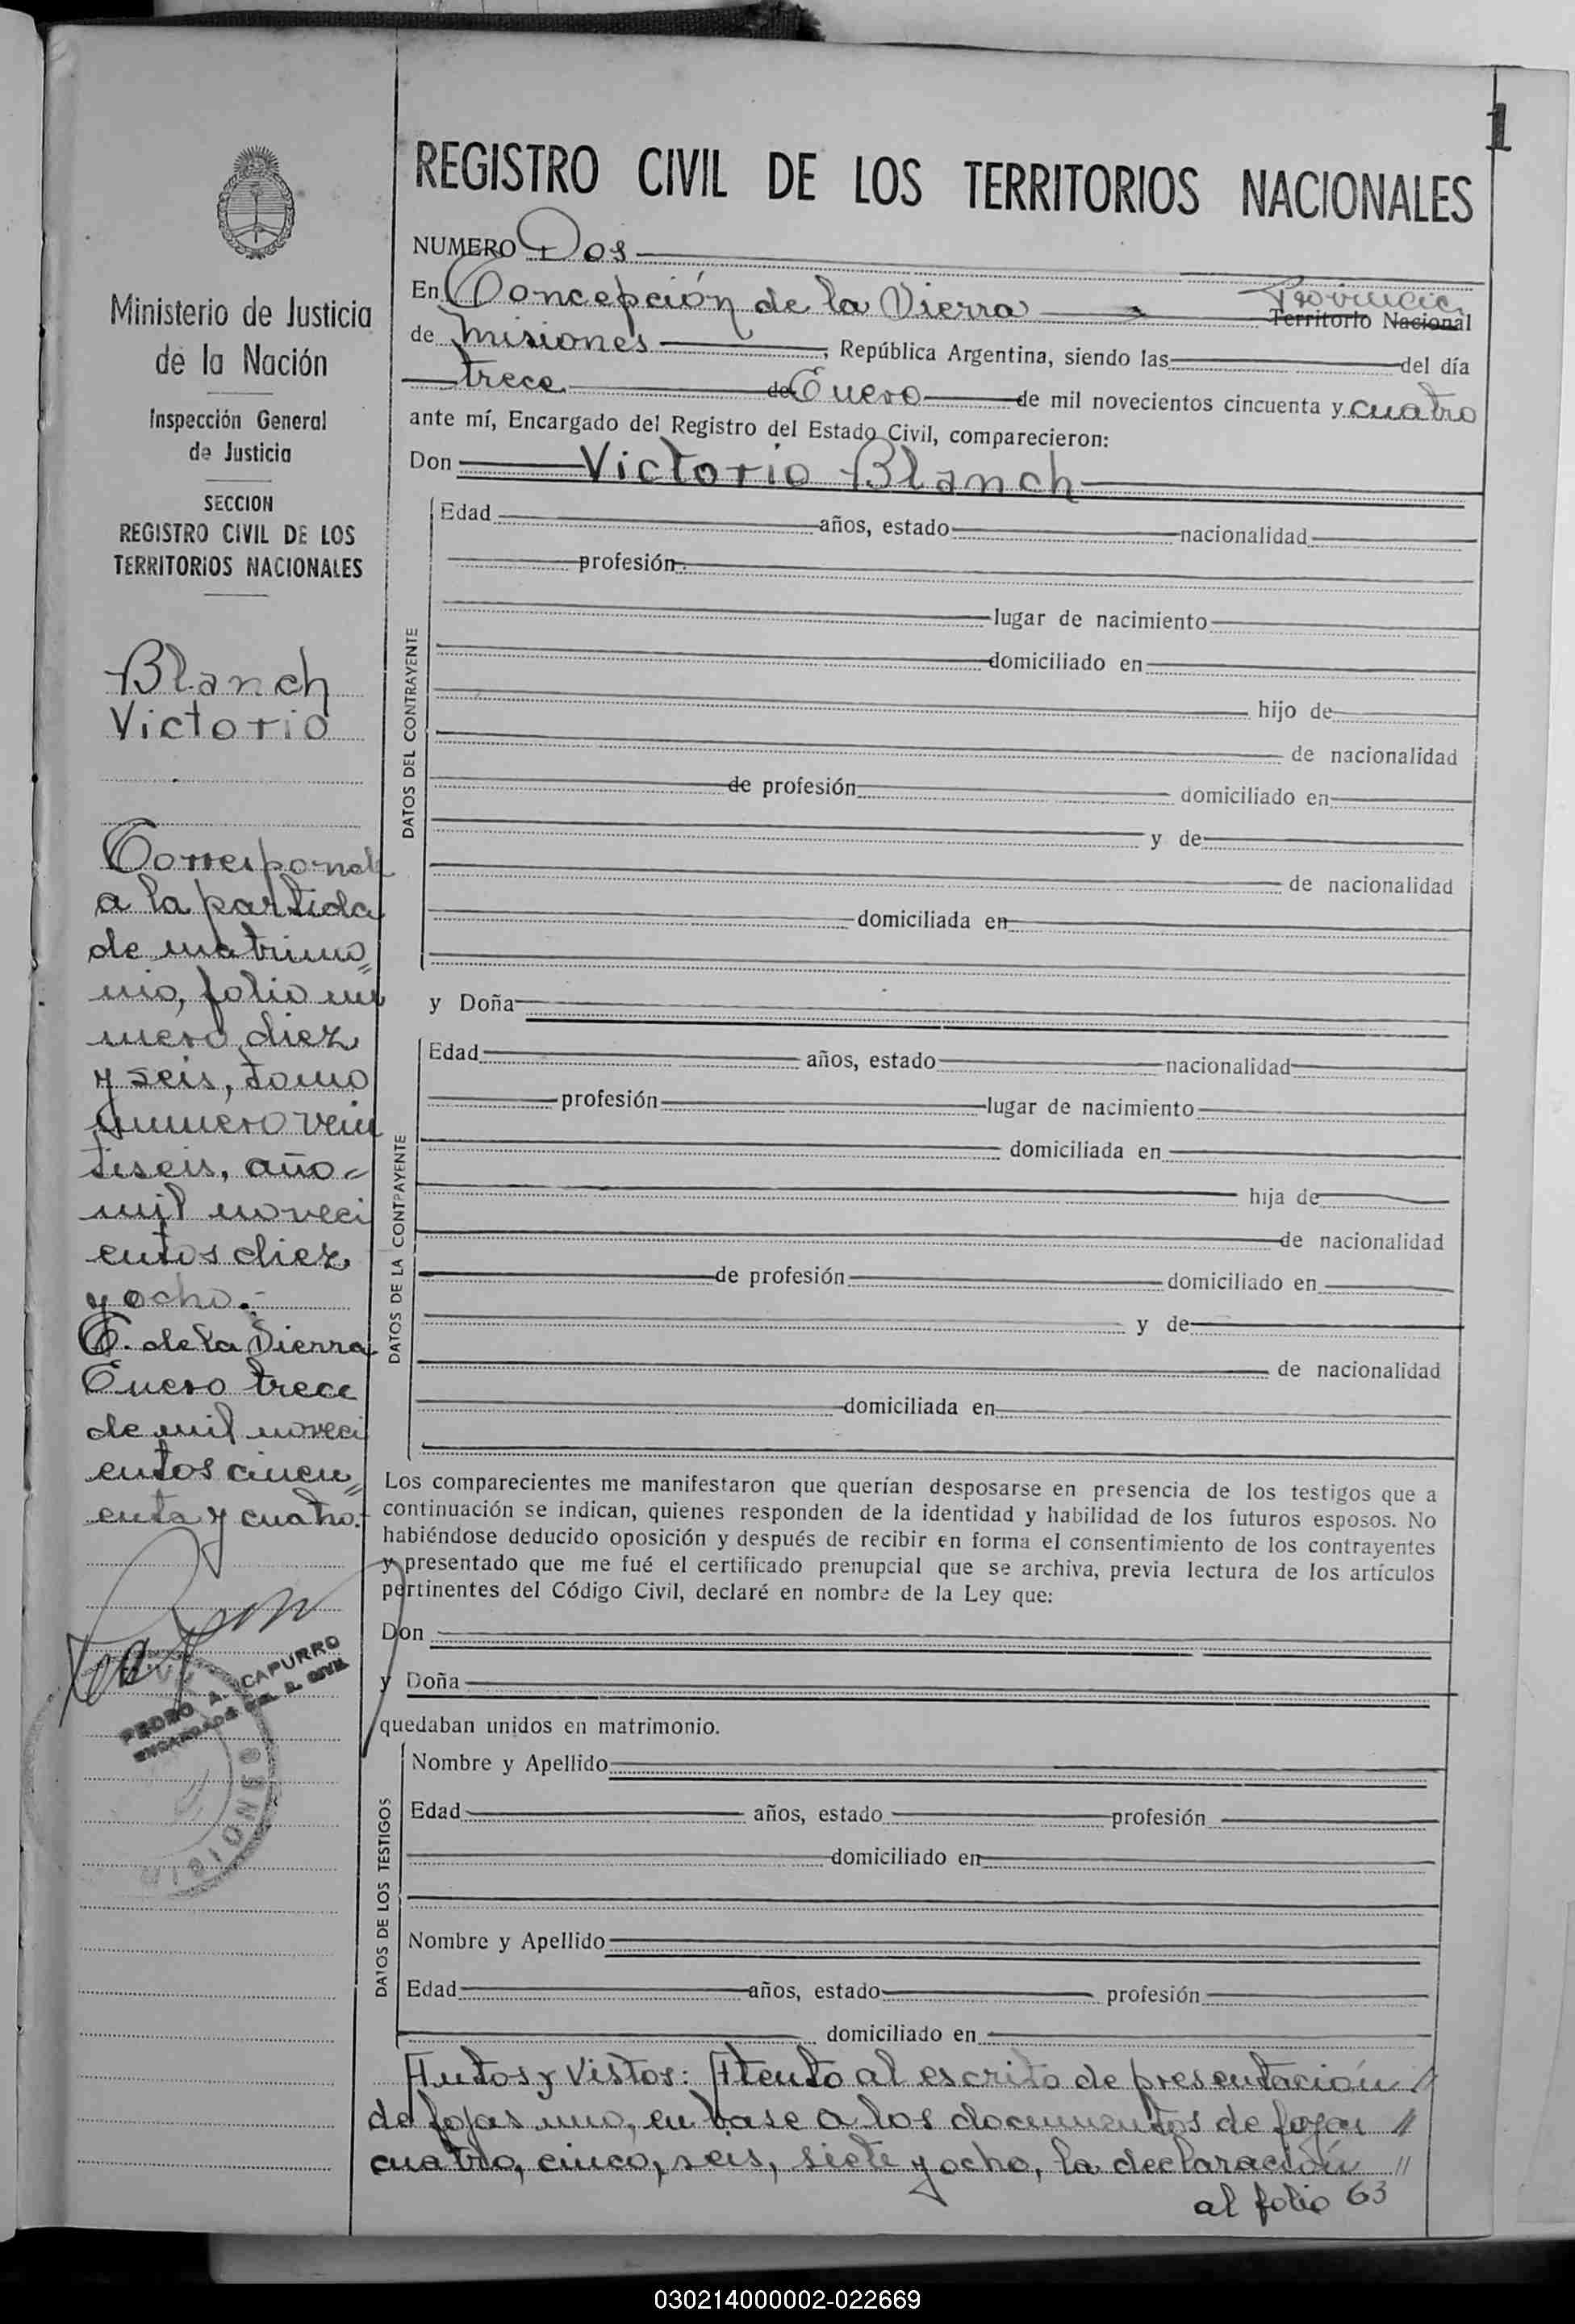 1
REGISTRO CIVIL DE LOS TERRITORIOS NACIONALES
NUMERO Dos
En Concepción de la Sierra Provincia
Territorio Nacional
de Misiones, República Argentina, siendo las del día
trece de Enero de mil novecientos cincuenta y cuatro
ante mí, Encargado del Registro del Estado Civil, comparecieron:
Don Victorio Blanch
Ministerio de Justicia
de la Nación
Inspección General
de Justicia
SECCION
REGISTRO CIVIL DE LOS
TERRITORIOS NACIONALES
Blanch
Victorio
Corresponde
a la partida
de matrimo=
nio, folio nu
mero diez
y seis, tomo
numero vein
tiseis, año=
mil noveci
entos diez
y ocho.-
C. de la Sierra
Enero trece
de mil noveci
entos cincu=
enta y cuatro.-
PEDRO A. CAPURRO
ENCARGADO DEL R. CIVIL
MISIONES
DATOS DEL CONTRAYENTE
Edad años, estado nacionalidad
profesión
lugar de nacimiento
domiciliado en
hijo de
de nacionalidad
de profesión domiciliado en
y de
de nacionalidad
domiciliada en
y Doña
DATOS DE LA CONTRAYENTE
Edad años, estado nacionalidad
profesión lugar de nacimiento
domiciliada en
hija de
de nacionalidad
de profesión domiciliado en
y de
de nacionalidad
domiciliada en
Los comparecientes me manifestaron que querían desposarse en presencia de los testigos que a
continuación se indican, quienes responden de la identidad y habilidad de los futuros esposos. No
habiéndose deducido oposición y después de recibir en forma el consentimiento de los contrayentes
y presentado que me fué el certificado prenupcial que se archiva, previa lectura de los artículos
pertinentes del Código Civil, declaré en nombre de la Ley que:
Don
y Doña
quedaban unidos en matrimonio.
DATOS DE LOS TESTIGOS
Nombre y Apellido
Edad años, estado profesión
domiciliado en
Nombre y Apellido
Edad años, estado profesión
domiciliado en
Autos y Vistos: Atento al escrito de presentación //
de fojas uno, en base a los documentos de fojas //
cuatro, cinco, seis, siete y ocho, la declaración //
al folio 63
030214000002-022669